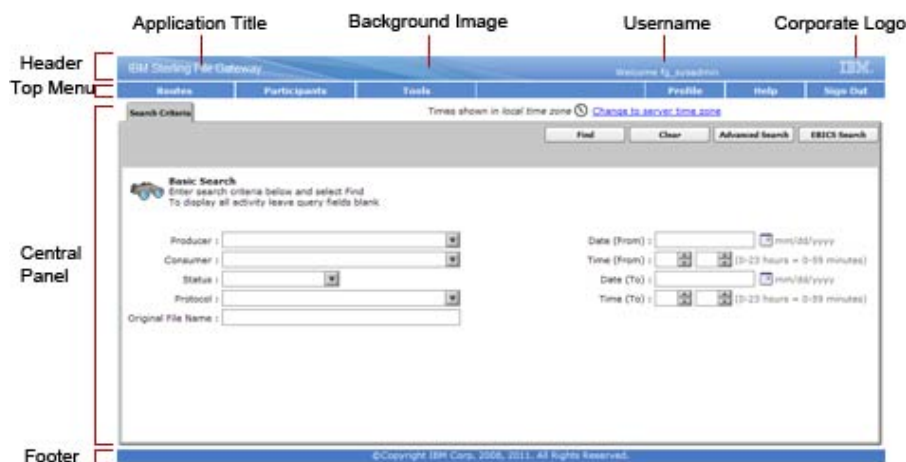 Application Title Background Image Username Corporate Logo
Header IBM Sterling File Gateway Welcome fg_sysadmin IBM.
Top Menu Routes Participants Tools Profile Help Sign Out
Search Criteria Times shown in local time zone Change to server time zone
Find Clear Advanced Search EBICS Search
Basic Search
Enter search criteria below and select Find
To display all activity leave query fields blank
Producer : Date (From) : mm/dd/yyyy
Consumer : Time (From) : (0-23 hours = 0-59 minutes)
Central Panel
Status : Date (To) : mm/dd/yyyy
Protocol : Time (To) : (0-23 hours = 0-59 minutes)
Original File Name :
Footer ©Copyright IBM Corp. 2008, 2011. All Rights Reserved.